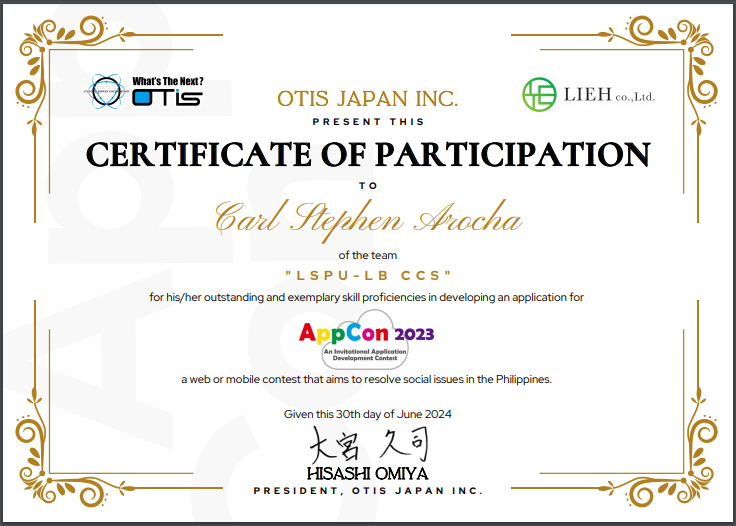 What's The Next?
OTIS
OTIS JAPAN INC.
LIEH co.,Ltd.
PRESENT THIS
CERTIFICATE OF PARTICIPATION
TO
Carl Stephen Arocha
of the team
"LSPU-LB CCS"
for his/her outstanding and exemplary skill proficiencies in developing an application for
AppCon 2023
An Invitational Application
Development Contest
a web or mobile contest that aims to resolve social issues in the Philippines.
Given this 30th day of June 2024
大宮 久司
HISASHI OMIYA
PRESIDENT, OTIS JAPAN INC.